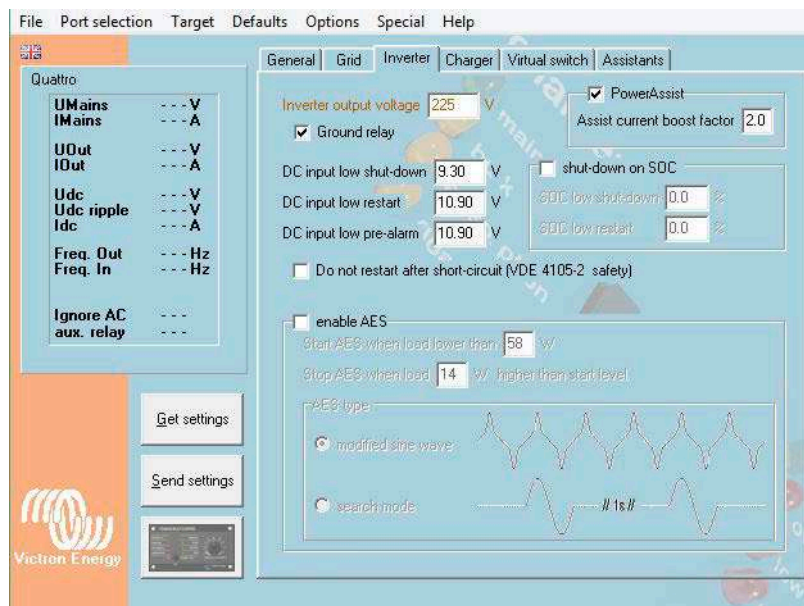 File Port selection Target Defaults Options Special Help
General Grid Inverter Charger Virtual switch Assistants
Quattro
UMains - - - V
IMains - - - A
UOut - - - V
IOut - - - A
Udc - - - V
Udc ripple - - - V
Idc - - - A
Freq. Out - - - Hz
Freq. In - - - Hz
Ignore AC - - -
aux. relay - - -
Get settings
Send settings
Victron Energy
Inverter output voltage 225 V
Ground relay
PowerAssist
Assist current boost factor 2.0
DC input low shut-down 9.30 V
DC input low restart 10.90 V
DC input low pre-alarm 10.90 V
shut-down on SOC
SOC low shut-down 0.0 %
SOC low restart 0.0 %
Do not restart after short-circuit (VDE 4105-2 safety)
enable AES
Start AES when load lower than 58 W
Stop AES when load 14 W higher than start level.
AES type
modified sine wave
search mode
// 1s //